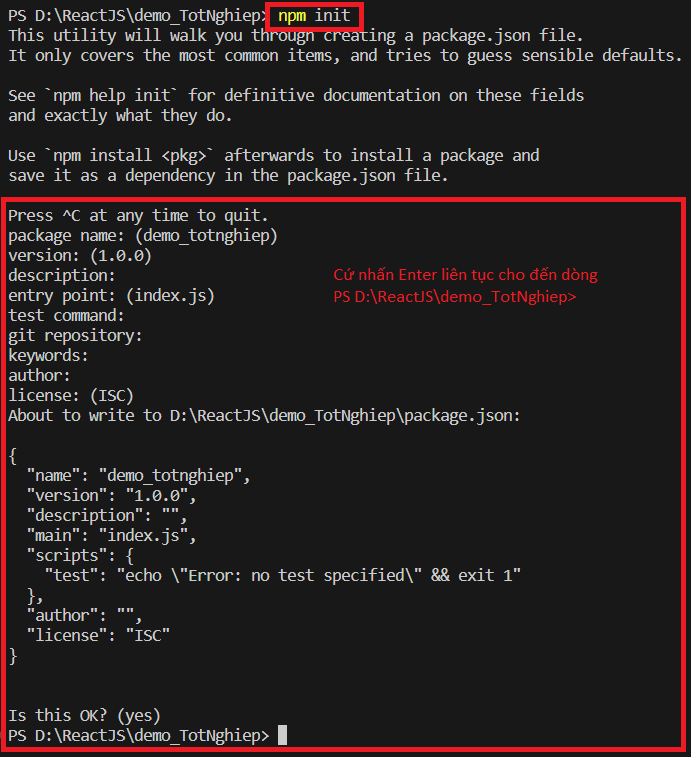 PS D:\ReactJS\demo_TotNghiep> npm init
This utility will walk you through creating a package.json file.
It only covers the most common items, and tries to guess sensible defaults.
See `npm help init` for definitive documentation on these fields
and exactly what they do.
Use `npm install <pkg>` afterwards to install a package and
save it as a dependency in the package.json file.
Press ^C at any time to quit.
package name: (demo_totnghiep)
version: (1.0.0)
description:
Cứ nhấn Enter liên tục cho đến dòng
entry point: (index.js)
PS D:\ReactJS\demo_TotNghiep>
test command:
git repository:
keywords:
author:
license: (ISC)
About to write to D:\ReactJS\demo_TotNghiep\package.json:
{
  "name": "demo_totnghiep",
  "version": "1.0.0",
  "description": "",
  "main": "index.js",
  "scripts": {
    "test": "echo \"Error: no test specified\" && exit 1"
  },
  "author": "",
  "license": "ISC"
}
Is this OK? (yes)
PS D:\ReactJS\demo_TotNghiep>